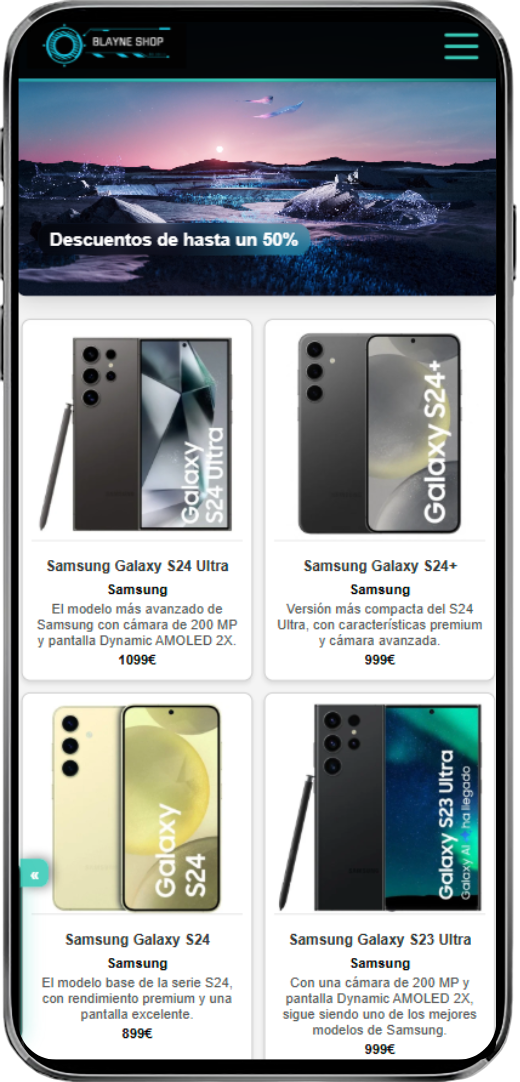 BLAYNE SHOP
Descuentos de hasta un 50%
Galaxy
S24 Ultra
Samsung Galaxy S24 Ultra
Samsung
El modelo más avanzado de
Samsung con cámara de 200 MP
y pantalla Dynamic AMOLED 2X.
1099€
Galaxy S24+
Samsung Galaxy S24+
Samsung
Versión más compacta del S24
Ultra, con características premium
y cámara avanzada.
999€
Galaxy
S24
«
Samsung Galaxy S24
Samsung
El modelo base de la serie S24,
con rendimiento premium y una
pantalla excelente.
899€
Galaxy S23 Ultra
Galaxy AI ha llegado
Samsung Galaxy S23 Ultra
Samsung
Con una cámara de 200 MP y
pantalla Dynamic AMOLED 2X,
sigue siendo uno de los mejores
modelos de Samsung.
999€